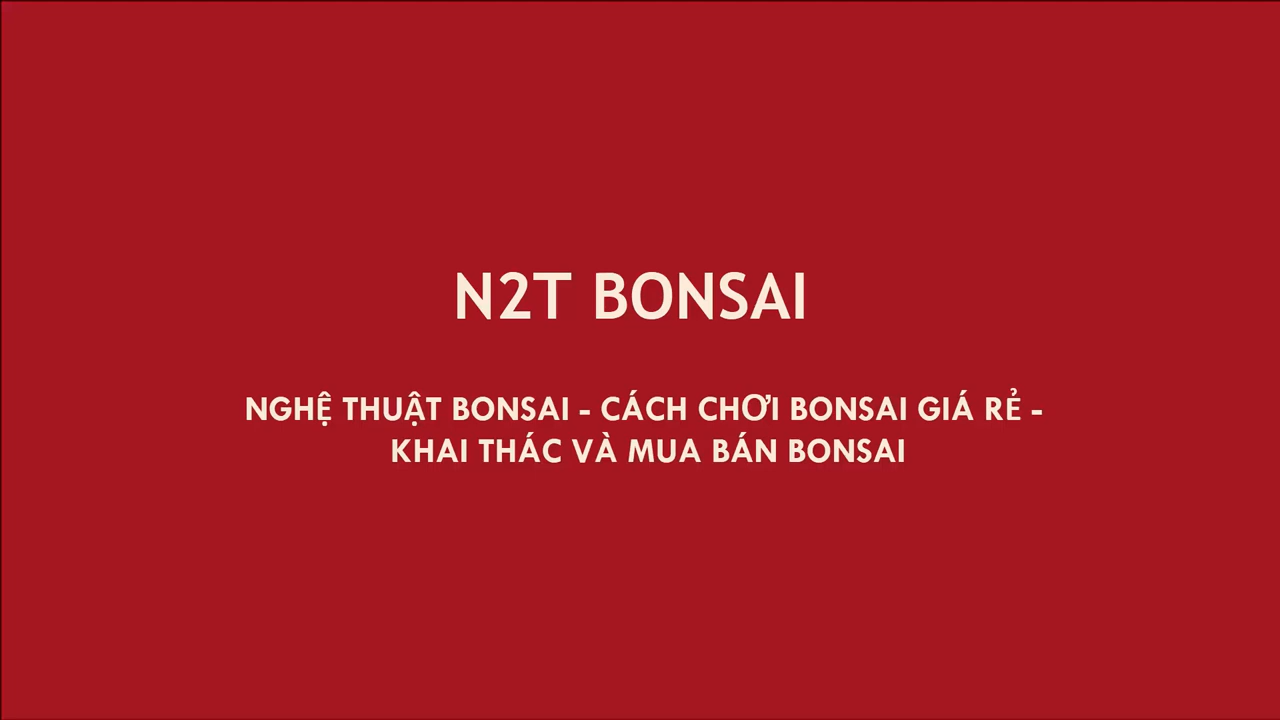 N2T BONSAI
NGHỆ THUẬT BONSAI - CÁCH CHƠI BONSAI GIÁ RẺ -
KHAI THÁC VÀ MUA BÁN BONSAI